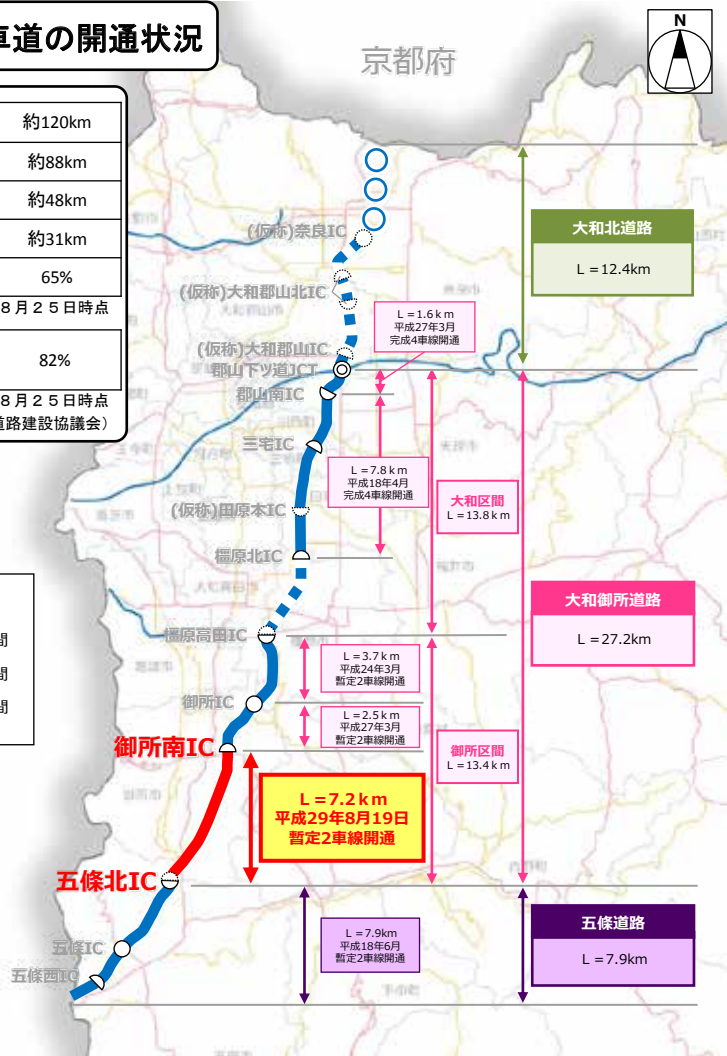 車道の開通状況
京都府
N
約120km
約88km
約48km
約31km
65%
８月２５日時点
82%
８月２５日時点
道路建設協議会）
間
間
間
(仮称)奈良IC
(仮称)大和郡山北IC
(仮称)大和郡山IC
郡山下ツ道JCT
郡山南IC
三宅IC
(仮称)田原本IC
橿原北IC
橿原高田IC
御所IC
御所南IC
五條北IC
五條IC
五條西IC
L＝1.6ｋｍ
平成27年3月
完成4車線開通
L＝7.8ｋｍ
平成18年4月
完成4車線開通
L＝3.7ｋｍ
平成24年3月
暫定2車線開通
L＝2.5ｋｍ
平成27年3月
暫定2車線開通
L＝7.2ｋｍ
平成29年8月19日
暫定2車線開通
L＝7.9km
平成18年6月
暫定2車線開通
大和区間
L＝13.8ｋｍ
御所区間
L＝13.4ｋｍ
大和北道路
L＝12.4km
大和御所道路
L＝27.2km
五條道路
L＝7.9km